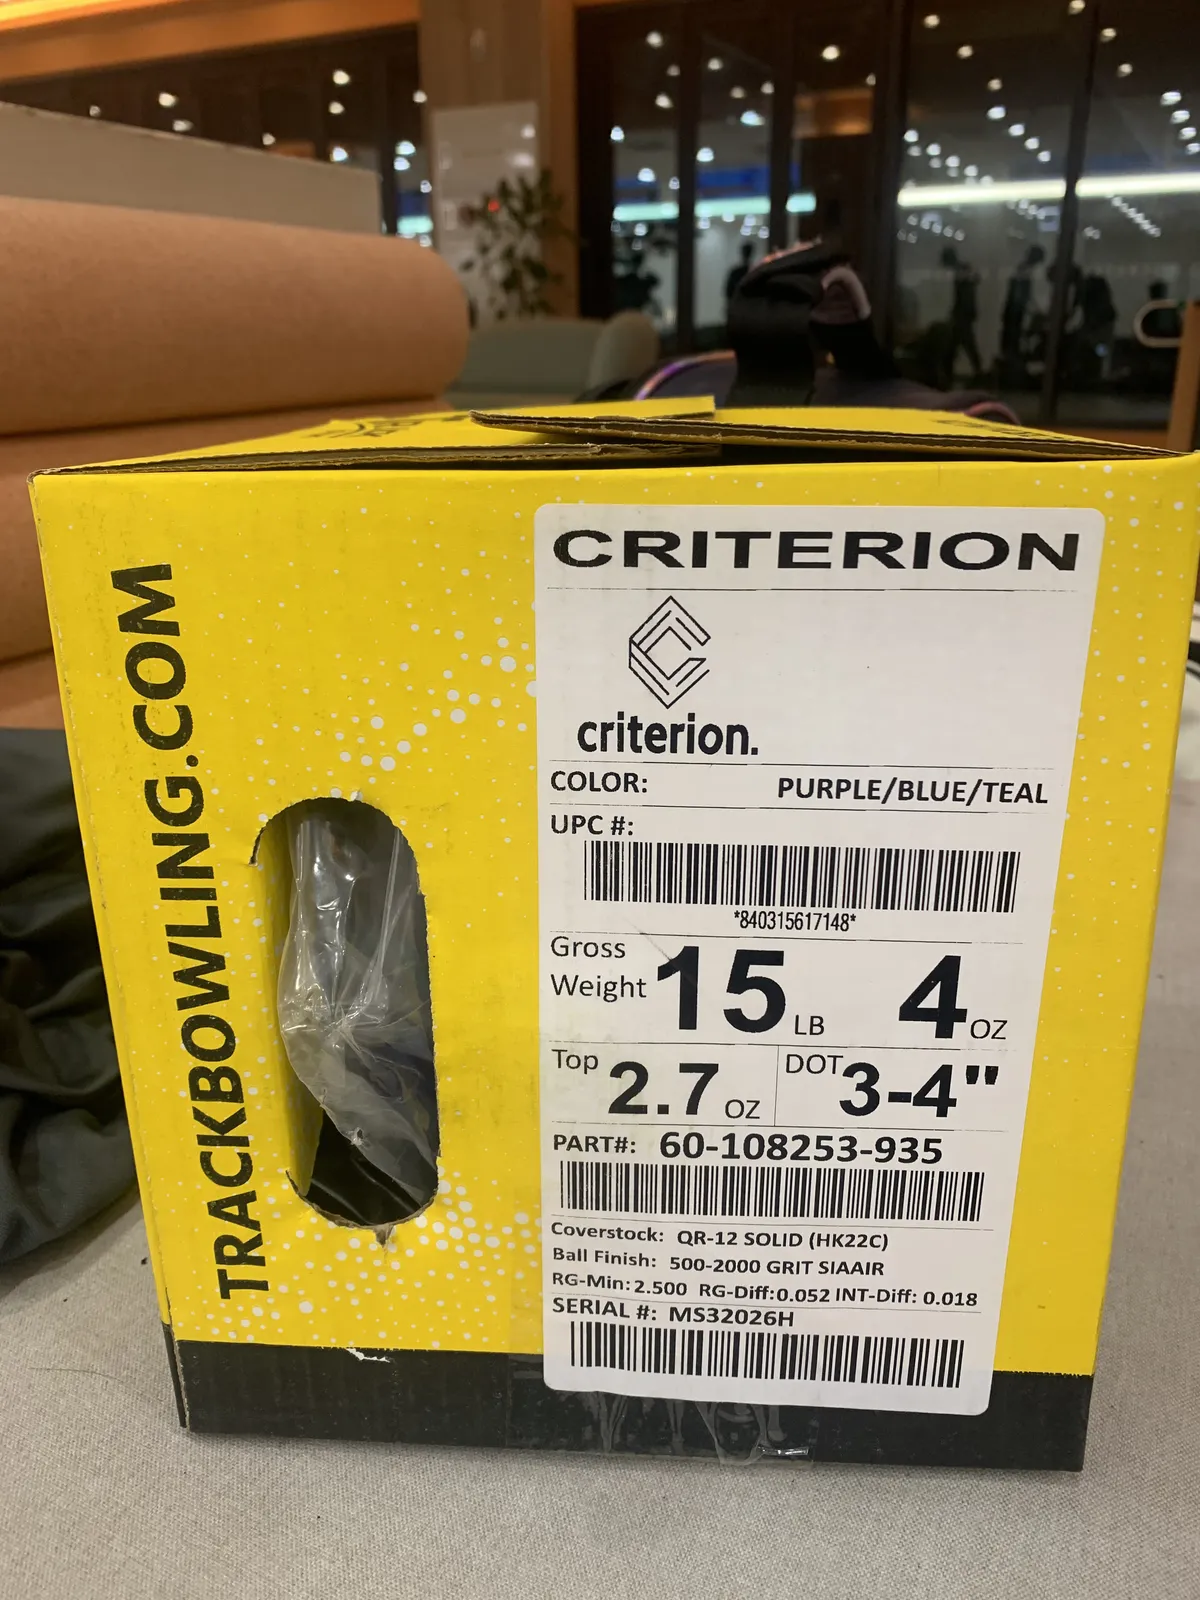 TRACKBOWLING.COM
CRITERION
criterion.
COLOR: PURPLE/BLUE/TEAL
UPC #:
*840315617148*
Gross
Weight 15 LB 4 OZ
Top 2.7 OZ DOT 3-4"
PART#: 60-108253-935
Coverstock: QR-12 SOLID (HK22C)
Ball Finish: 500-2000 GRIT SIAAIR
RG-Min: 2.500 RG-Diff: 0.052 INT-Diff: 0.018
SERIAL #: MS32026H